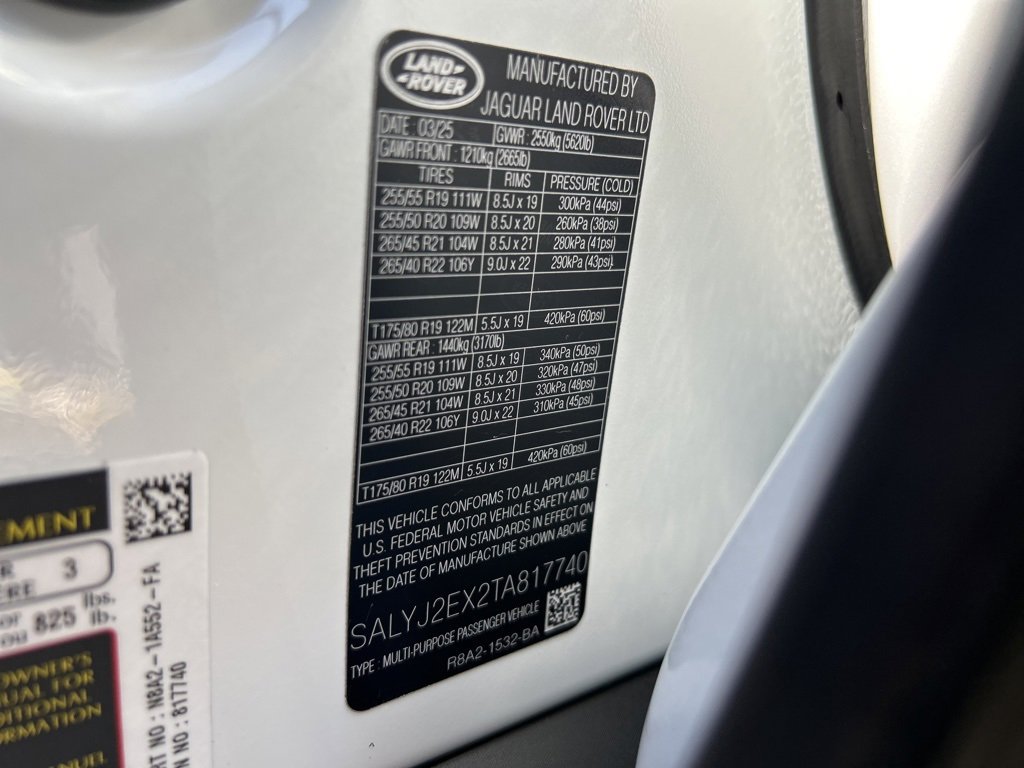 LAND
ROVER
MANUFACTURED BY
JAGUAR LAND ROVER LTD
DATE : 03/25 GVWR : 2550kg (5620lb)
GAWR FRONT : 1210kg (2665lb)
TIRES RIMS PRESSURE (COLD)
255/55 R19 111W 8.5J x 19 300kPa (44psi)
255/50 R20 109W 8.5J x 20 260kPa (38psi)
265/45 R21 104W 8.5J x 21 280kPa (41psi)
265/40 R22 106Y 9.0J x 22 290kPa (43psi)
T175/80 R19 122M 5.5J x 19 420kPa (60psi)
GAWR REAR : 1440kg (3170lb)
255/55 R19 111W 8.5J x 19 340kPa (50psi)
255/50 R20 109W 8.5J x 20 320kPa (47psi)
265/45 R21 104W 8.5J x 21 330kPa (48psi)
265/40 R22 106Y 9.0J x 22 310kPa (45psi)
T175/80 R19 122M 5.5J x 19 420kPa (60psi)
THIS VEHICLE CONFORMS TO ALL APPLICABLE
U.S. FEDERAL MOTOR VEHICLE SAFETY AND
THEFT PREVENTION STANDARDS IN EFFECT ON
THE DATE OF MANUFACTURE SHOWN ABOVE
SALYJ2EX2TA817740
TYPE : MULTI-PURPOSE PASSENGER VEHICLE
R8A2-1532-BA
EMENT
R 3
ERE
or 825 lbs.
ou lb.
OWNER'S
UAL FOR
DITIONAL
ORMATION
ANUEL
RT NO : N8A2-1A552-FA
N NO : 817740